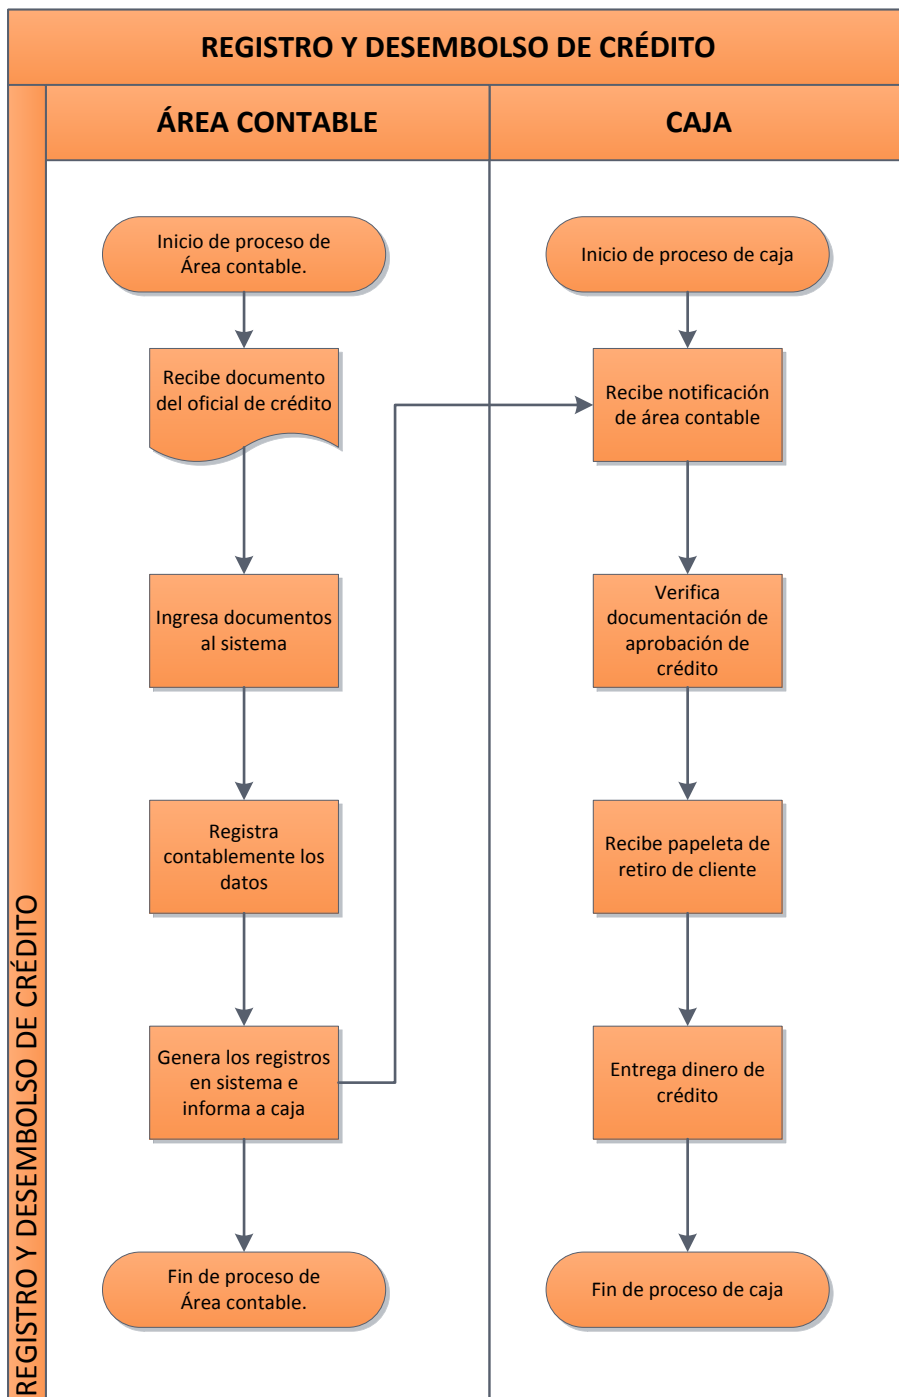 REGISTRO Y DESEMBOLSO DE CRÉDITO
ÁREA CONTABLE
CAJA
REGISTRO Y DESEMBOLSO DE CRÉDITO
Inicio de proceso de
Área contable.
Recibe documento
del oficial de crédito
Ingresa documentos
al sistema
Registra
contablemente los
datos
Genera los registros
en sistema e
informa a caja
Fin de proceso de
Área contable.
Inicio de proceso de caja
Recibe notificación
de área contable
Verifica
documentación de
aprobación de
crédito
Recibe papeleta de
retiro de cliente
Entrega dinero de
crédito
Fin de proceso de caja